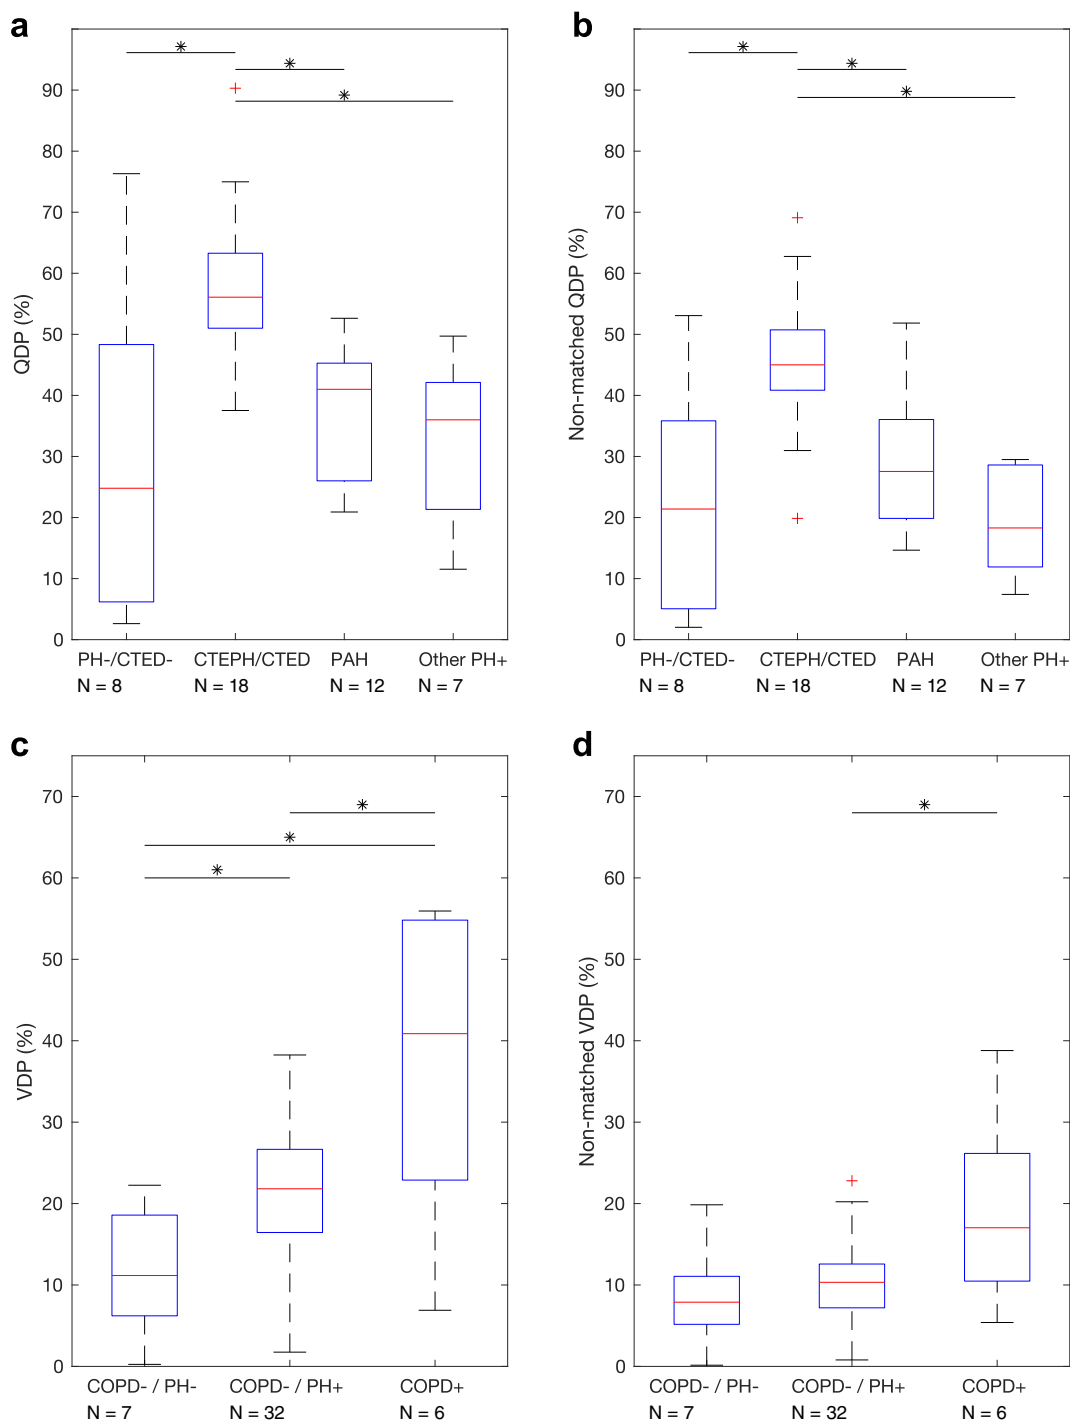 a
*
*
*
QDP (%)
90
80
70
60
50
40
30
20
10
0
PH-/CTED- CTEPH/CTED PAH Other PH+
N = 8 N = 18 N = 12 N = 7
b
*
*
*
Non-matched QDP (%)
90
80
70
60
50
40
30
20
10
0
PH-/CTED- CTEPH/CTED PAH Other PH+
N = 8 N = 18 N = 12 N = 7
c
*
*
*
VDP (%)
70
60
50
40
30
20
10
0
COPD- / PH- COPD- / PH+ COPD+
N = 7 N = 32 N = 6
d
*
Non-matched VDP (%)
70
60
50
40
30
20
10
0
COPD- / PH- COPD- / PH+ COPD+
N = 7 N = 32 N = 6